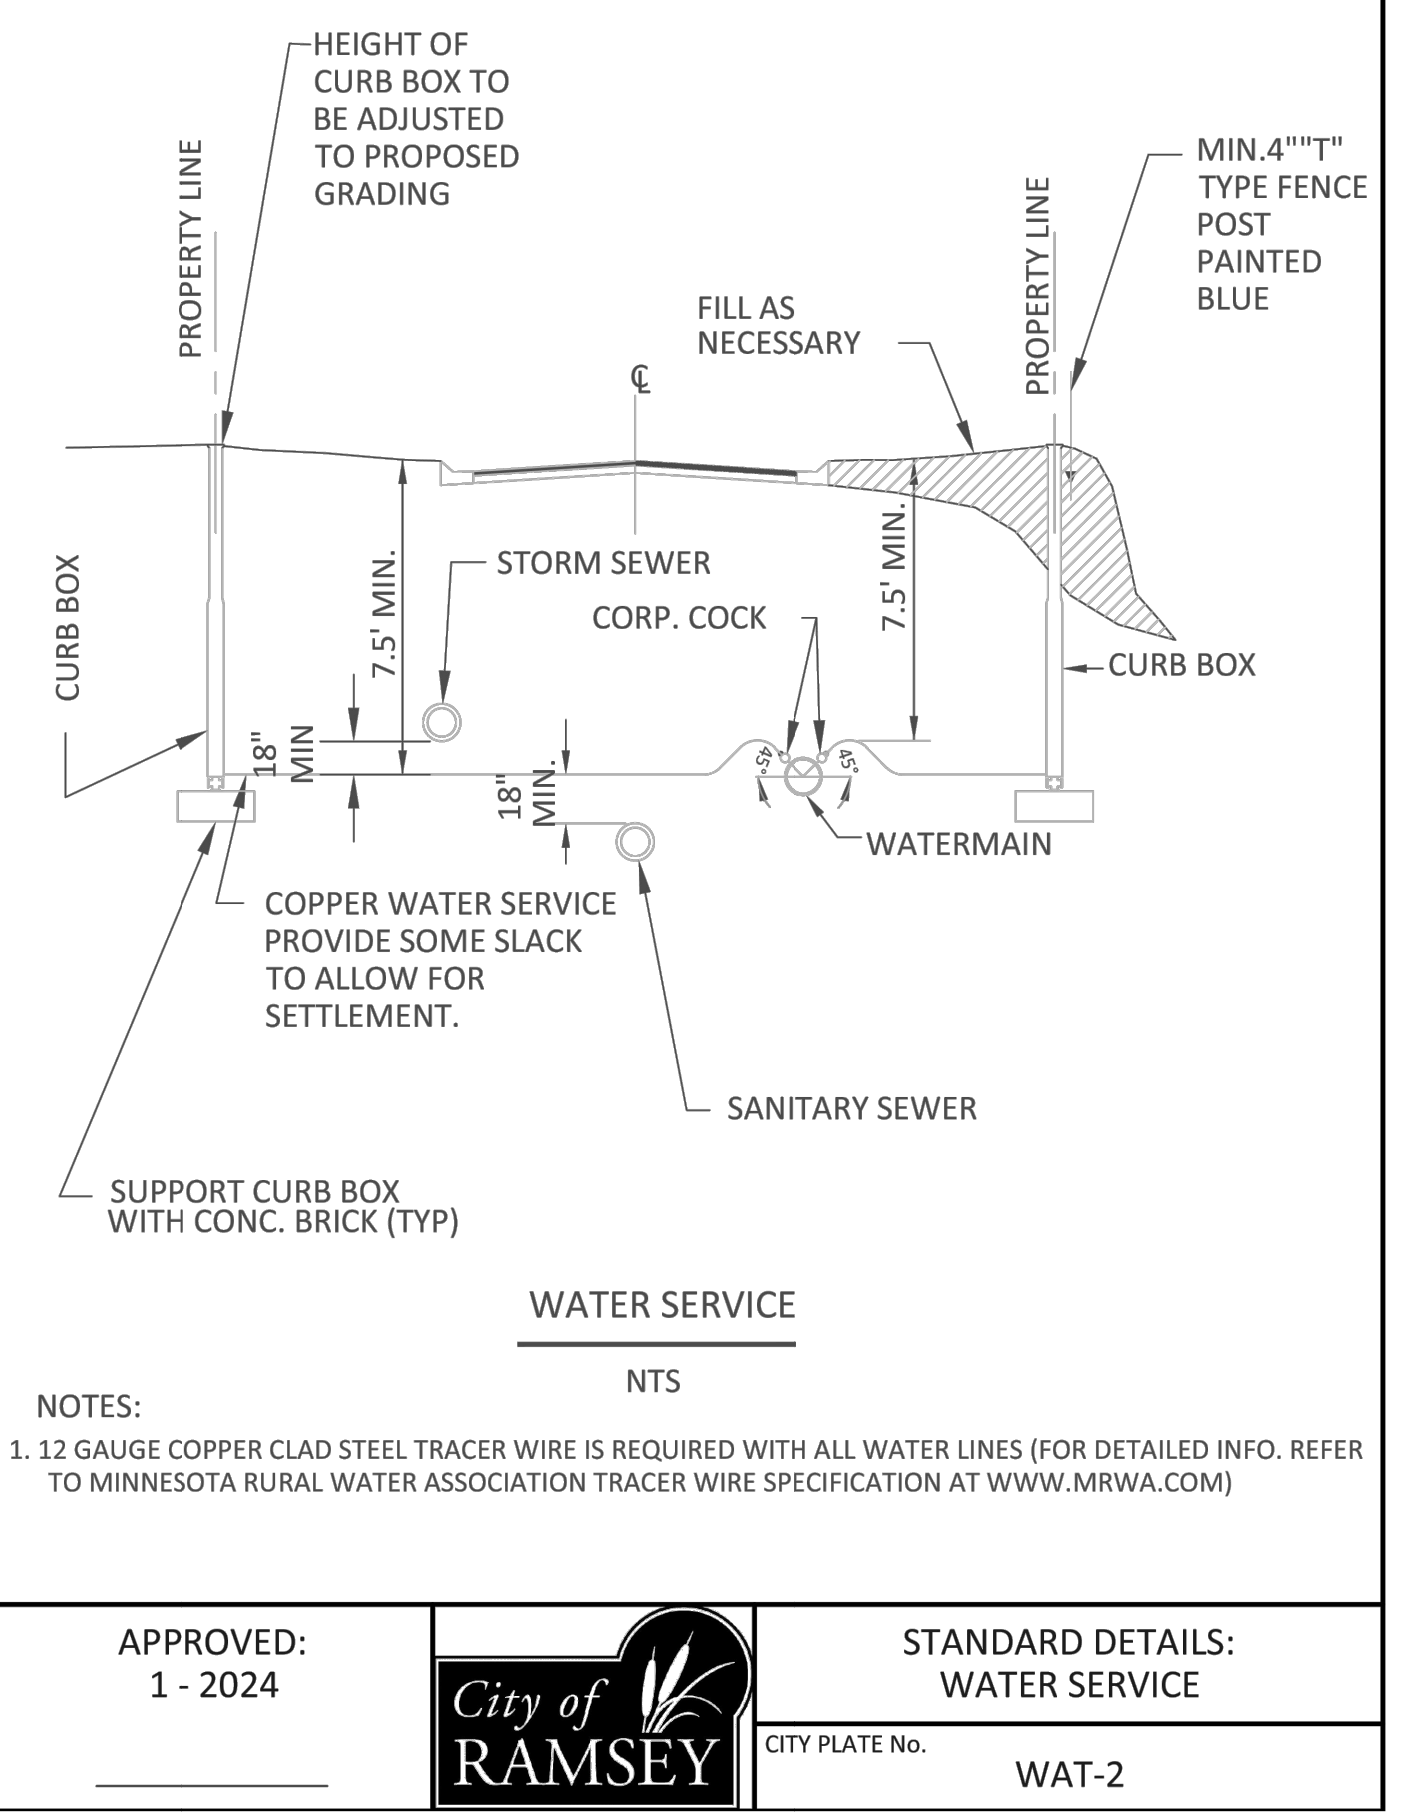 HEIGHT OF
CURB BOX TO
BE ADJUSTED
TO PROPOSED
GRADING
PROPERTY LINE
PROPERTY LINE
MIN.4""T"
TYPE FENCE
POST
PAINTED
BLUE
FILL AS
NECESSARY
℄
CURB BOX
7.5' MIN.
STORM SEWER
CORP. COCK
7.5' MIN.
CURB BOX
18"
MIN
18"
MIN.
45°
45°
WATERMAIN
COPPER WATER SERVICE
PROVIDE SOME SLACK
TO ALLOW FOR
SETTLEMENT.
SANITARY SEWER
SUPPORT CURB BOX
WITH CONC. BRICK (TYP)
WATER SERVICE
NTS
NOTES:
1. 12 GAUGE COPPER CLAD STEEL TRACER WIRE IS REQUIRED WITH ALL WATER LINES (FOR DETAILED INFO. REFER
TO MINNESOTA RURAL WATER ASSOCIATION TRACER WIRE SPECIFICATION AT WWW.MRWA.COM)
APPROVED:
1 - 2024
City of
RAMSEY
STANDARD DETAILS:
WATER SERVICE
CITY PLATE No.
WAT-2